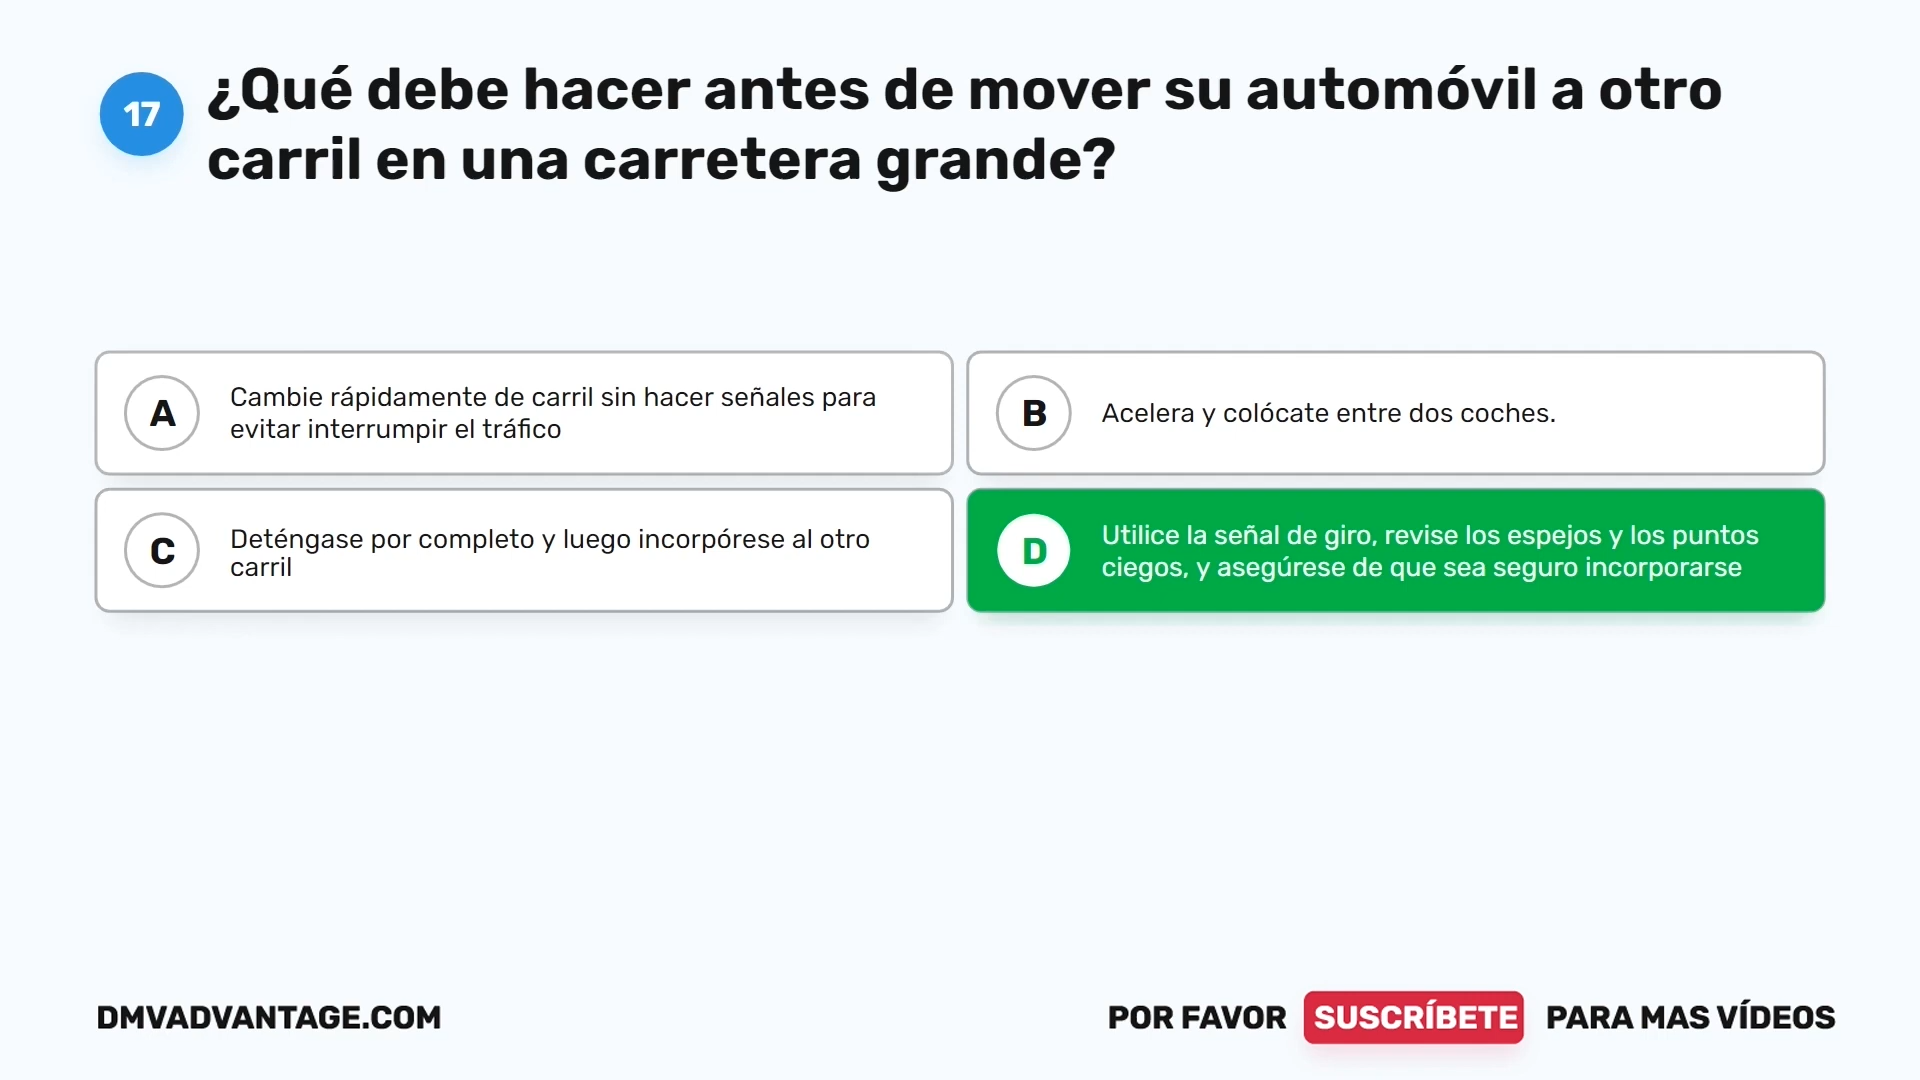 17
¿Qué debe hacer antes de mover su automóvil a otro
carril en una carretera grande?
A
Cambie rápidamente de carril sin hacer señales para
evitar interrumpir el tráfico
B
Acelera y colócate entre dos coches.
C
Deténgase por completo y luego incorpórese al otro
carril
D
Utilice la señal de giro, revise los espejos y los puntos
ciegos, y asegúrese de que sea seguro incorporarse
DMVADVANTAGE.COM
POR FAVOR SUSCRÍBETE PARA MAS VÍDEOS